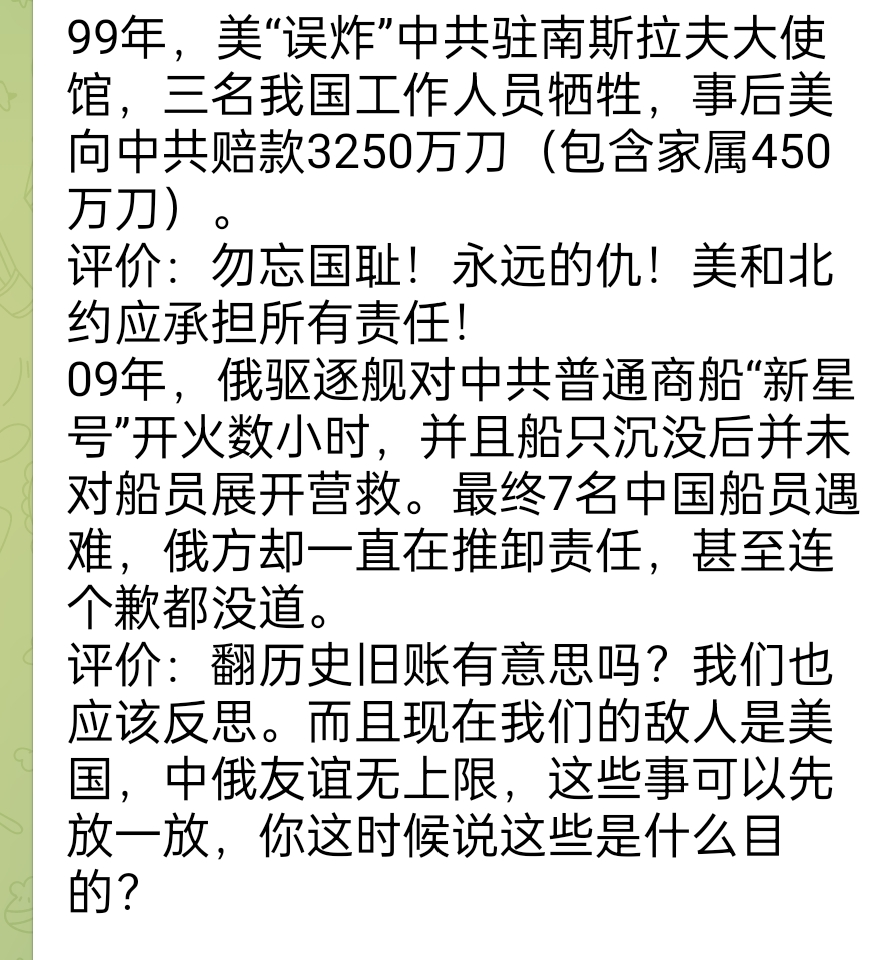 99年，美“误炸”中共驻南斯拉夫大使
馆，三名我国工作人员牺牲，事后美
向中共赔款3250万刀（包含家属450
万刀）。
评价：勿忘国耻！永远的仇！美和北
约应承担所有责任！
09年，俄驱逐舰对中共普通商船“新星
号”开火数小时，并且船只沉没后并未
对船员展开营救。最终7名中国船员遇
难，俄方却一直在推卸责任，甚至连
个歉都没道。
评价：翻历史旧账有意思吗？我们也
应该反思。而且现在我们的敌人是美
国，中俄友谊无上限，这些事可以先
放一放，你这时候说这些是什么目
的？